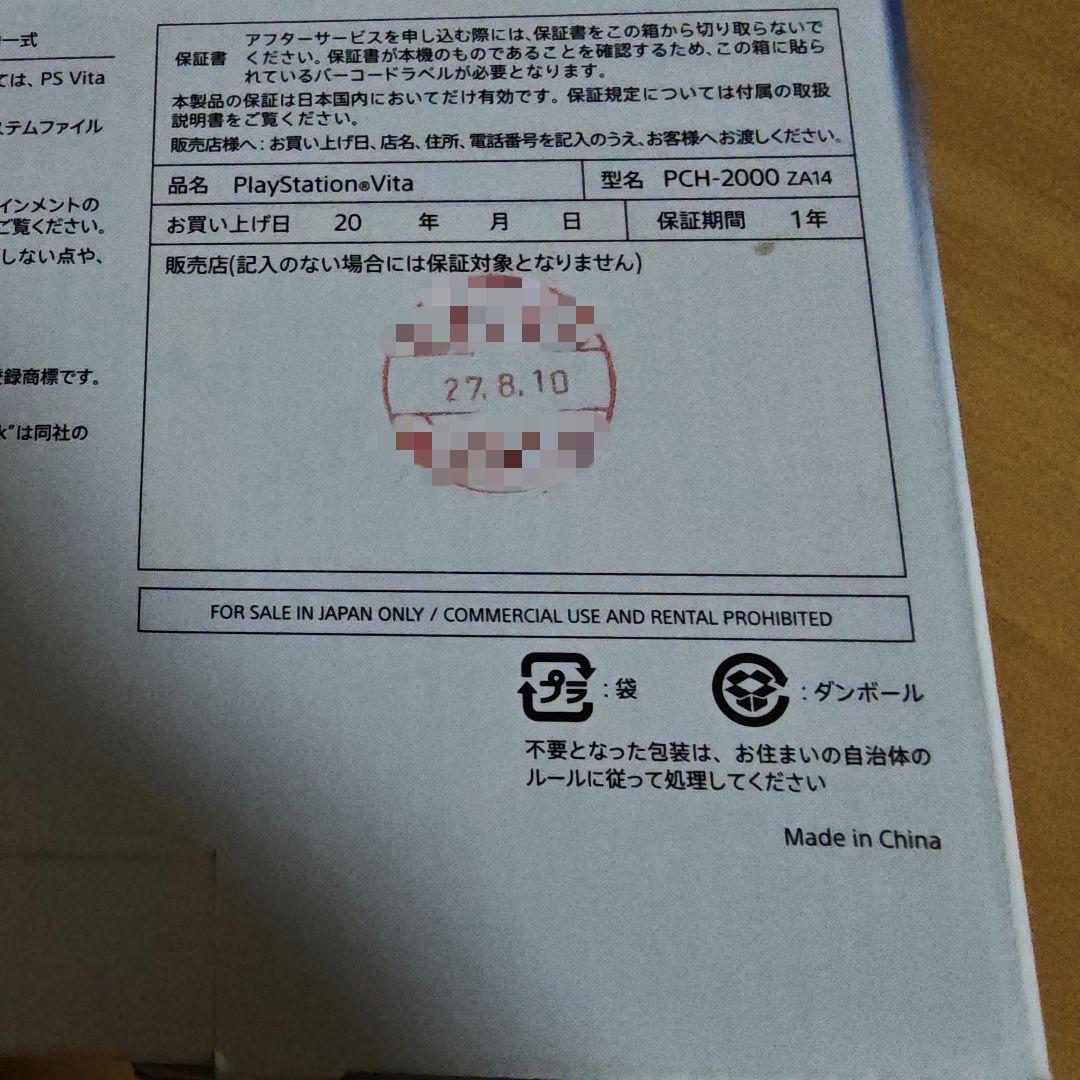 一式
ては、PS Vita
ステムファイル
インメントの
ご覧ください。
しない点や、
登録商標です。
k”は同社の
保証書
アフターサービスを申し込む際には、保証書をこの箱から切り取らないで
ください。保証書が本機のものであることを確認するため、この箱に貼ら
れているバーコードラベルが必要となります。
本製品の保証は日本国内においてだけ有効です。保証規定については付属の取扱
説明書をご覧ください。
販売店様へ：お買い上げ日、店名、住所、電話番号を記入のうえ、お客様へお渡しください。
品名 PlayStation®Vita 型名 PCH-2000 ZA14
お買い上げ日 20 年 月 日 保証期間 1年
販売店(記入のない場合には保証対象となりません)
27.8.10
FOR SALE IN JAPAN ONLY / COMMERCIAL USE AND RENTAL PROHIBITED
プラ：袋 ：ダンボール
不要となった包装は、お住まいの自治体の
ルールに従って処理してください
Made in China